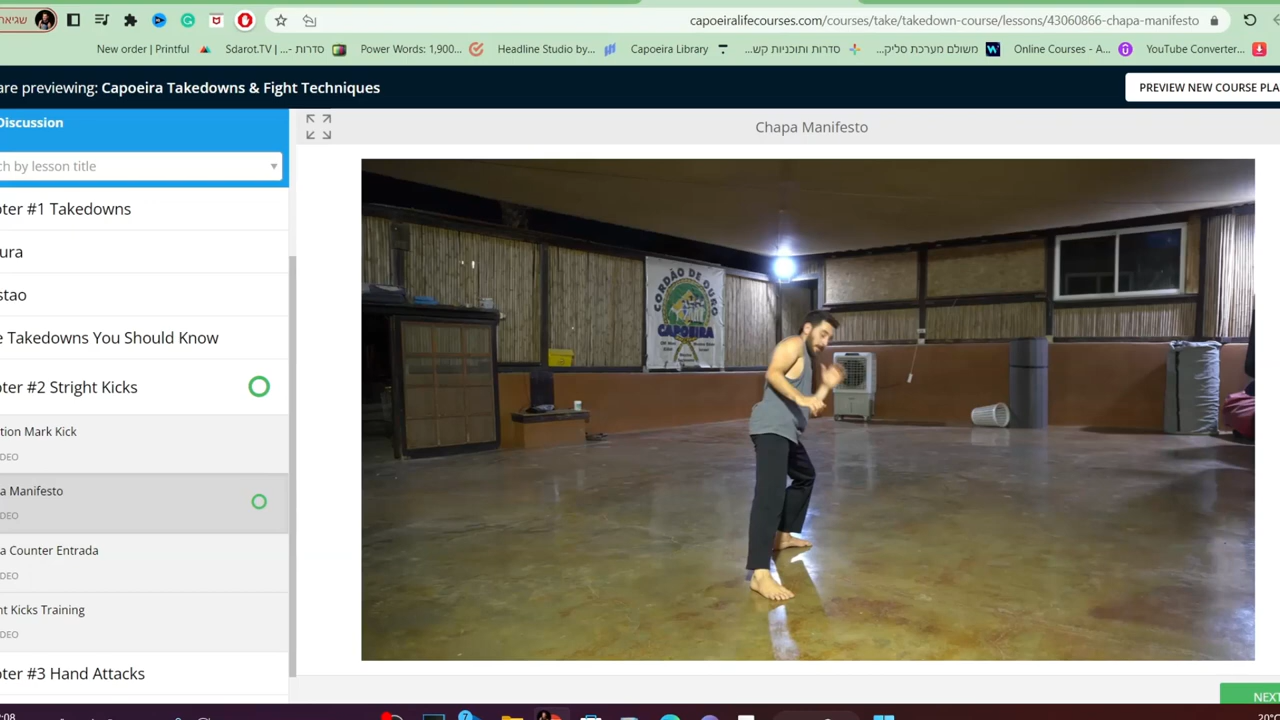 שגיאה
capoeiralifecourses.com/courses/take/takedown-course/lessons/43060866-chapa-manifesto
New order | Printful
סדרות -... | Sdarot.TV
Power Words: 1,900...
Headline Studio by...
Capoeira Library
סדרות ותוכניות קש...
משולם מערכת סליק...
Online Courses - A...
YouTube Converter...
are previewing: Capoeira Takedowns & Fight Techniques
PREVIEW NEW COURSE PLA
Discussion
ch by lesson title
Chapa Manifesto
pter #1 Takedowns
ura
stao
e Takedowns You Should Know
pter #2 Stright Kicks
tion Mark Kick
DEO
a Manifesto
DEO
a Counter Entrada
DEO
ht Kicks Training
DEO
pter #3 Hand Attacks
CORDÃO DE OURO
CAPOEIRA
NEXT
:08
20°C